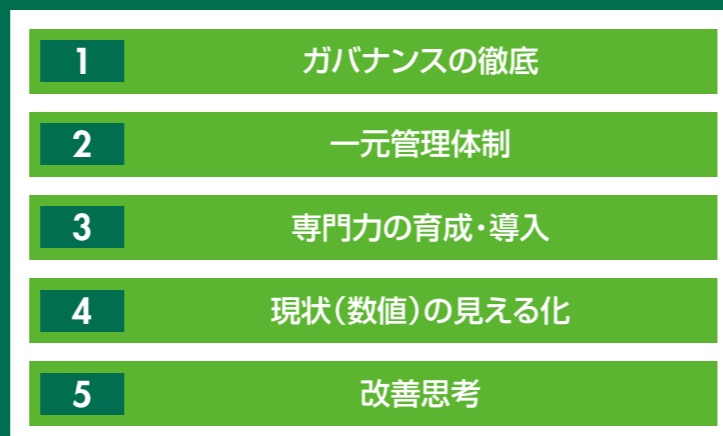 1 ガバナンスの徹底
2 一元管理体制
3 専門力の育成・導入
4 現状（数値）の見える化
5 改善思考